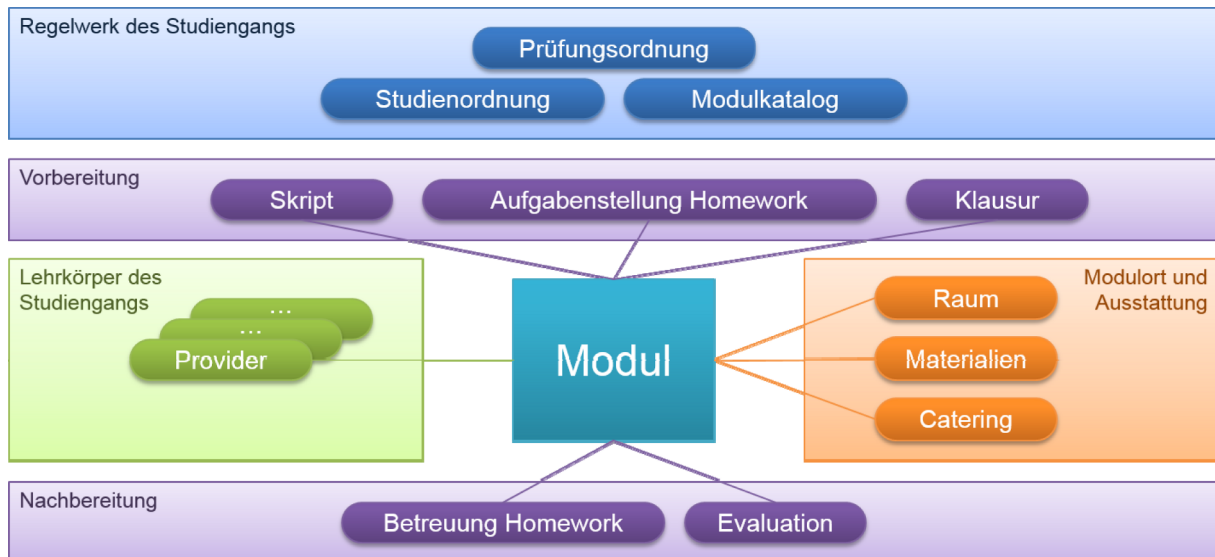 Regelwerk des Studiengangs
Prüfungsordnung
Studienordnung
Modulkatalog
Vorbereitung
Skript
Aufgabenstellung Homework
Klausur
Lehrkörper des
Studiengangs
...
...
Provider
Modul
Modulort und
Ausstattung
Raum
Materialien
Catering
Nachbereitung
Betreuung Homework
Evaluation